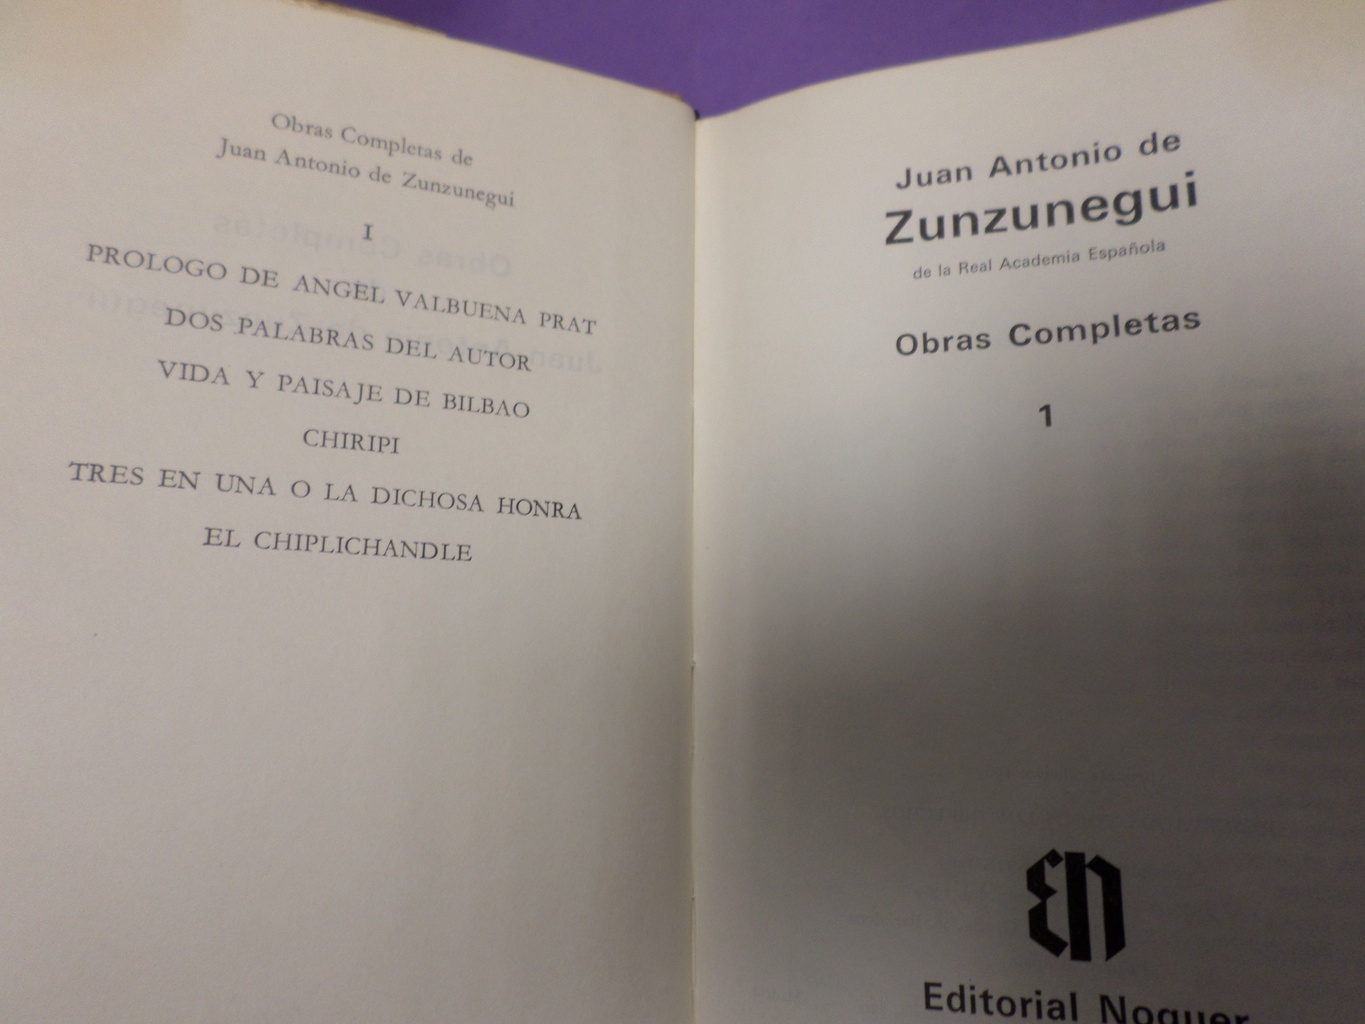 Obras Completas de
Juan Antonio de Zunzunegui
I
PROLOGO DE ANGEL VALBUENA PRAT
DOS PALABRAS DEL AUTOR
VIDA Y PAISAJE DE BILBAO
CHIRIPI
TRES EN UNA O LA DICHOSA HONRA
EL CHIPLICHANDLE
Juan Antonio de
Zunzunegui
de la Real Academia Española
Obras Completas
1
EN
Editorial Noguer